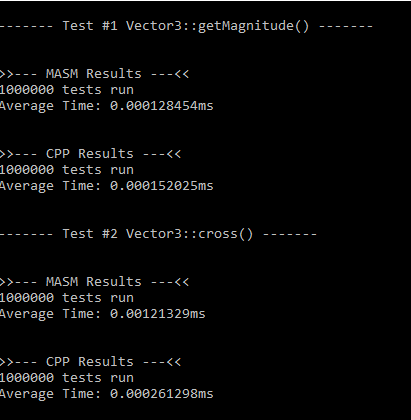 ------- Test #1 Vector3::getMagnitude() -------
>>--- MASM Results ---<<
1000000 tests run
Average Time: 0.000128454ms
>>--- CPP Results ---<<
1000000 tests run
Average Time: 0.000152025ms
------- Test #2 Vector3::cross() -------
>>--- MASM Results ---<<
1000000 tests run
Average Time: 0.00121329ms
>>--- CPP Results ---<<
1000000 tests run
Average Time: 0.000261298ms